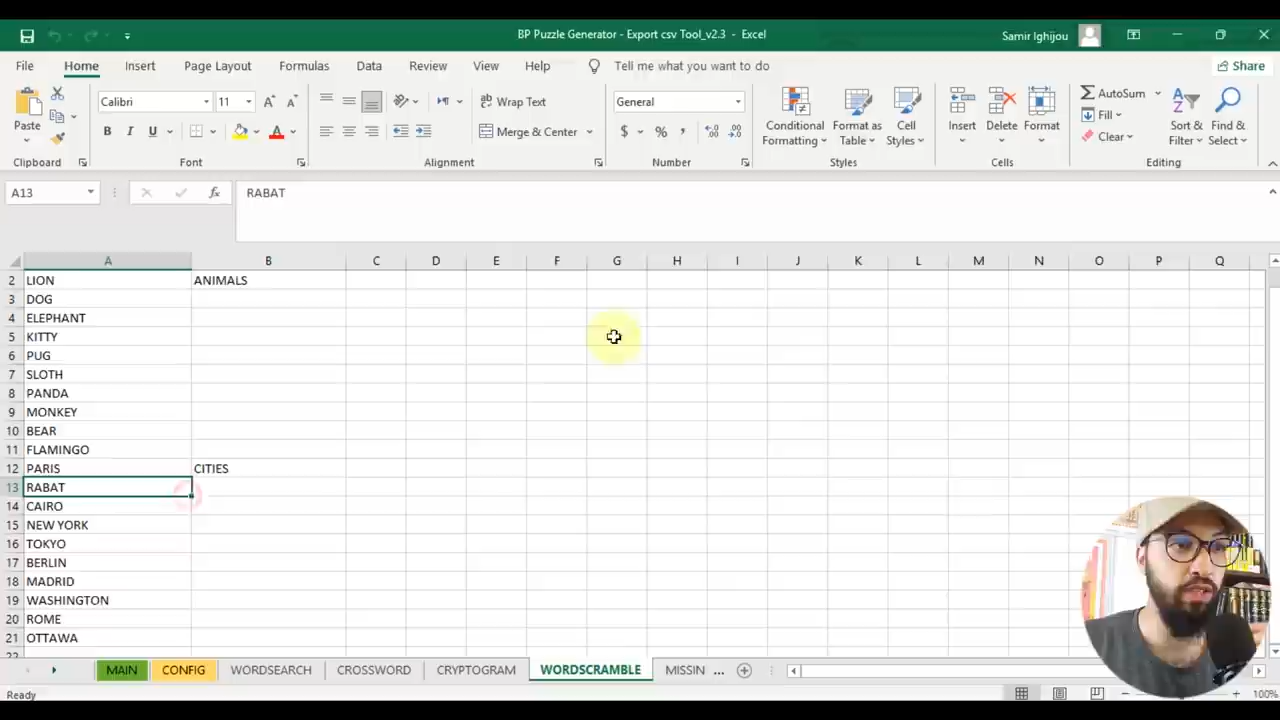 BP Puzzle Generator - Export csv Tool_v2.3 - Excel
Samir Ighijou
File Home Insert Page Layout Formulas Data Review View Help Tell me what you want to do Share
Calibri 11 A A Wrap Text General AutoSum
Paste B I U A Merge & Center $ % , Conditional Formatting Format as Table Cell Styles Insert Delete Format Fill Clear Sort & Filter Find & Select
Clipboard Font Alignment Number Styles Cells Editing
A13 fx RABAT
A B C D E F G H I J K L M N O P Q
2 LION ANIMALS
3 DOG
4 ELEPHANT
5 KITTY
6 PUG
7 SLOTH
8 PANDA
9 MONKEY
10 BEAR
11 FLAMINGO
12 PARIS CITIES
13 RABAT
14 CAIRO
15 NEW YORK
16 TOKYO
17 BERLIN
18 MADRID
19 WASHINGTON
20 ROME
21 OTTAWA
MAIN CONFIG WORDSEARCH CROSSWORD CRYPTOGRAM WORDSCRAMBLE MISSIN ...
Ready 100%